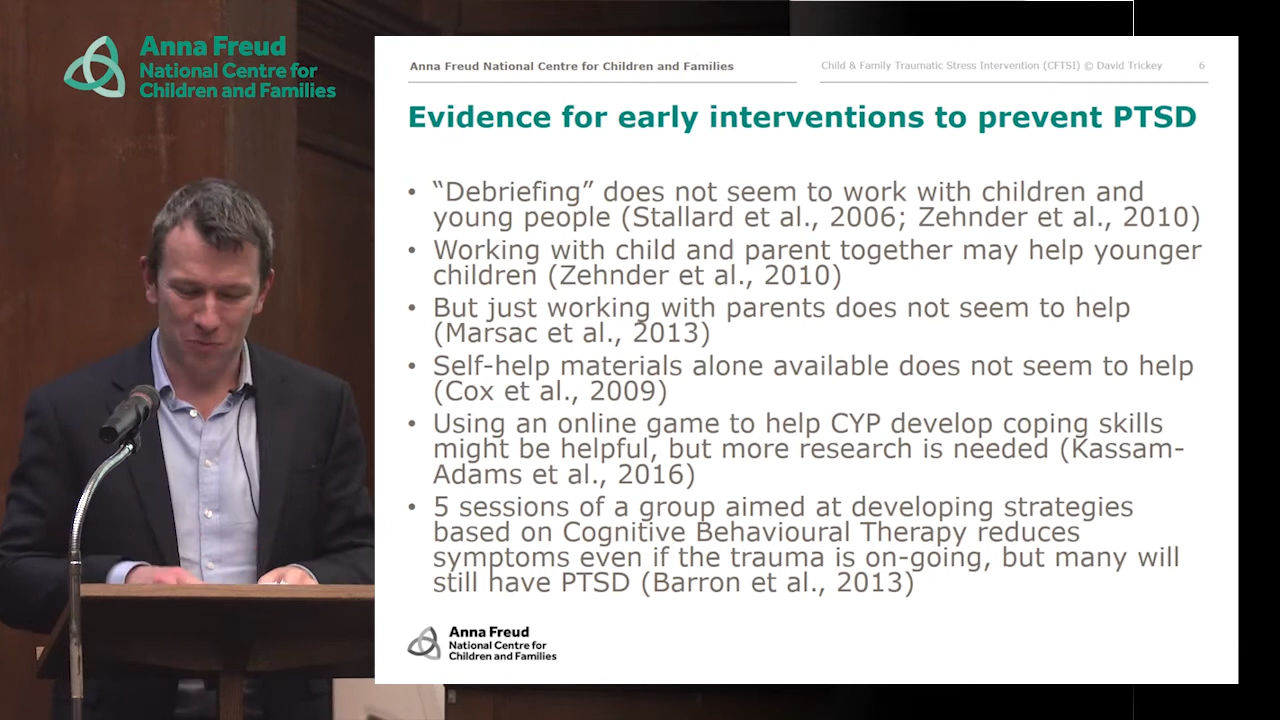 Anna Freud
National Centre for
Children and Families
Anna Freud National Centre for Children and Families
Child & Family Traumatic Stress Intervention (CFTSI) © David Trickey 6
Evidence for early interventions to prevent PTSD
• “Debriefing” does not seem to work with children and
young people (Stallard et al., 2006; Zehnder et al., 2010)
• Working with child and parent together may help younger
children (Zehnder et al., 2010)
• But just working with parents does not seem to help
(Marsac et al., 2013)
• Self-help materials alone available does not seem to help
(Cox et al., 2009)
• Using an online game to help CYP develop coping skills
might be helpful, but more research is needed (Kassam-
Adams et al., 2016)
• 5 sessions of a group aimed at developing strategies
based on Cognitive Behavioural Therapy reduces
symptoms even if the trauma is on-going, but many will
still have PTSD (Barron et al., 2013)
Anna Freud
National Centre for
Children and Families